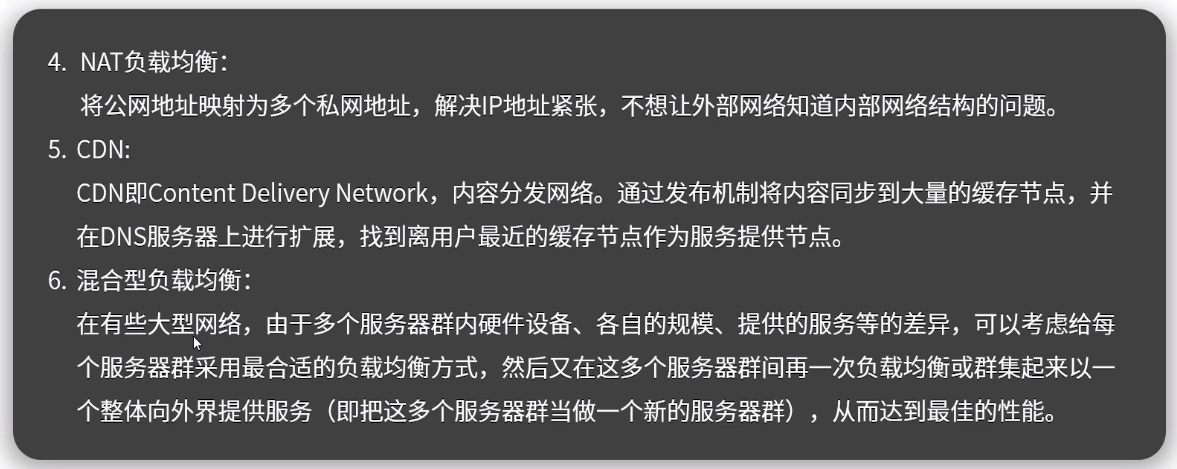 4. NAT负载均衡：
将公网地址映射为多个私网地址，解决IP地址紧张，不想让外部网络知道内部网络结构的问题。
5. CDN:
CDN即Content Delivery Network，内容分发网络。通过发布机制将内容同步到大量的缓存节点，并
在DNS服务器上进行扩展，找到离用户最近的缓存节点作为服务提供节点。
6. 混合型负载均衡：
在有些大型网络，由于多个服务器群内硬件设备、各自的规模、提供的服务等的差异，可以考虑给每
个服务器群采用最合适的负载均衡方式，然后又在这多个服务器群间再一次负载均衡或群集起来以一
个整体向外界提供服务（即把这多个服务器群当做一个新的服务器群），从而达到最佳的性能。